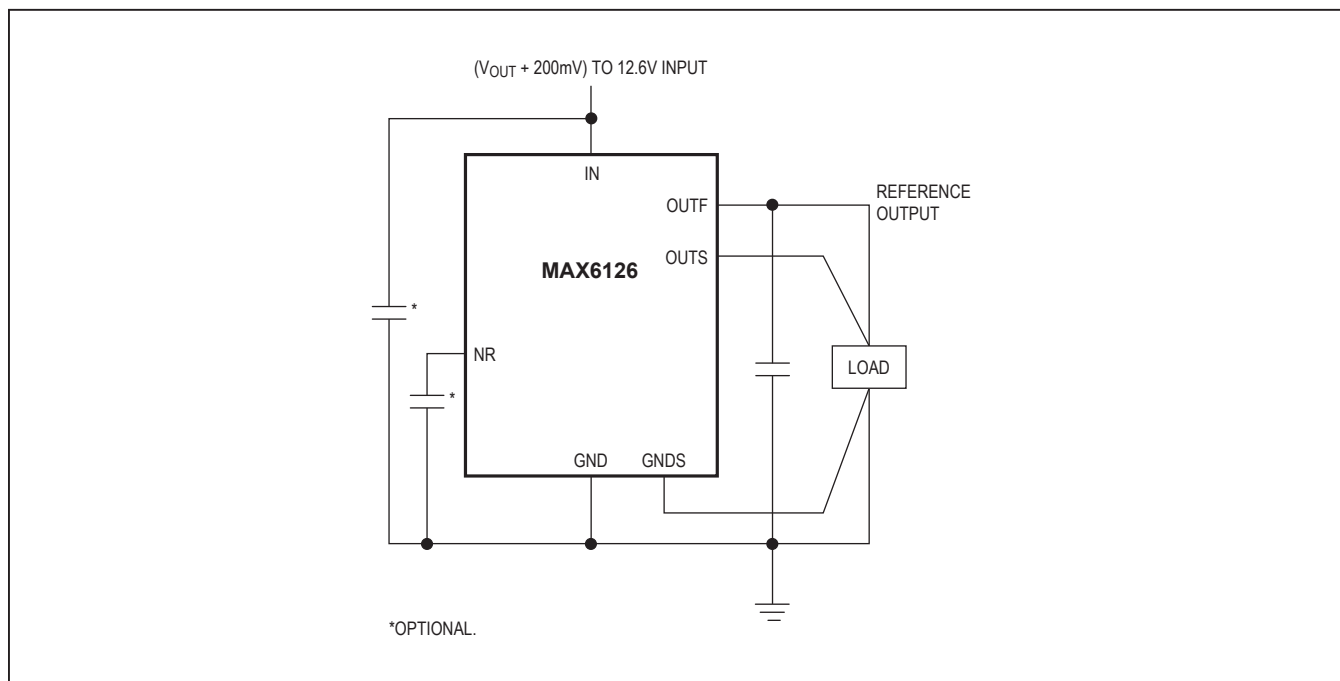 (VOUT + 200mV) TO 12.6V INPUT
IN
OUTF
REFERENCE
OUTPUT
OUTS
MAX6126
*
NR
LOAD
*
GND
GNDS
*OPTIONAL.